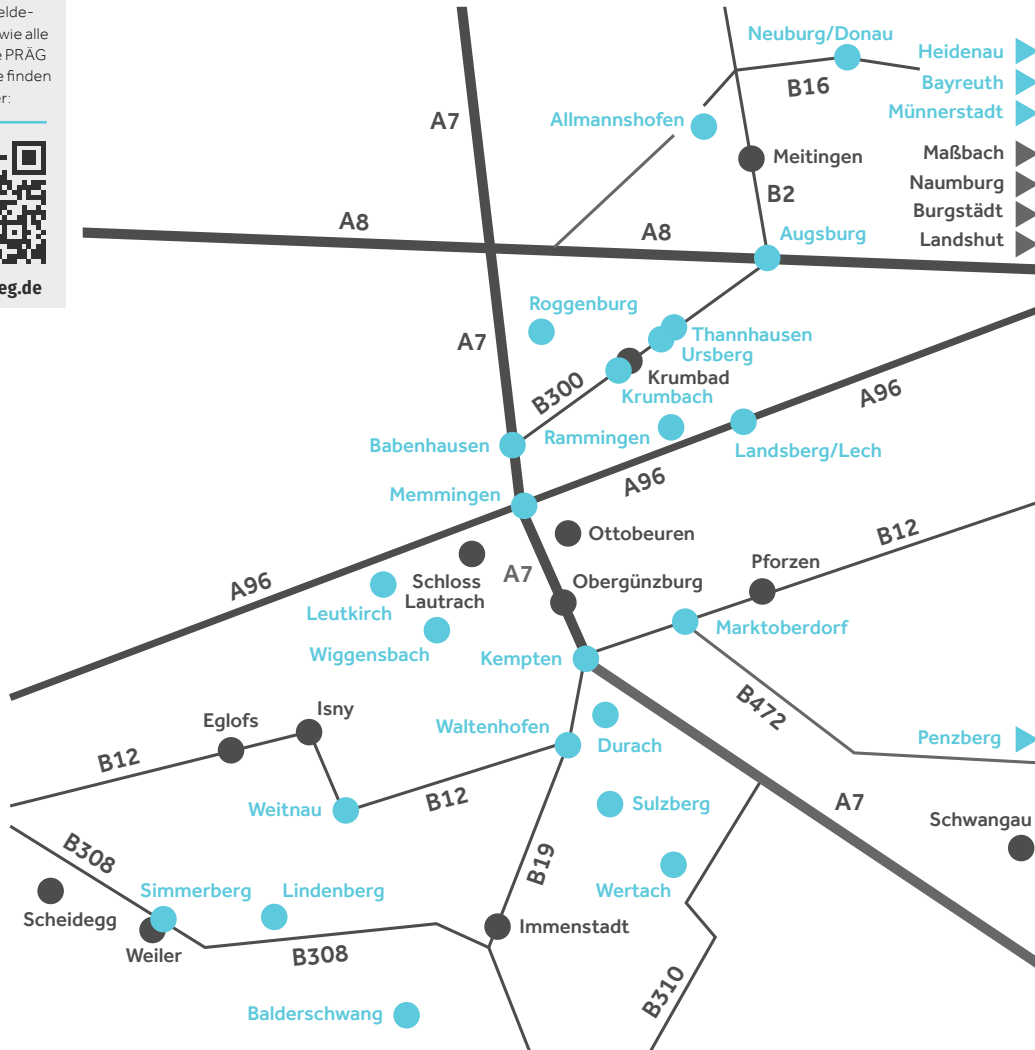 wie alle
e PRÄG
e finden
er:
eg.de
Neuburg/Donau
Heidenau
Bayreuth
B16
Münnerstadt
A7
Allmannshofen
Meitingen
Maßbach
Naumburg
B2
Burgstädt
Landshut
A8
A8
Augsburg
Roggenburg
A7
Thannhausen
Ursberg
Krumbad
Krumbach
B300
A96
Rammingen
Babenhausen
Landsberg/Lech
A96
Memmingen
Ottobeuren
B12
Pforzen
A7
Obergünzburg
Schloss
Lautrach
A96
Leutkirch
Marktoberdorf
Wiggensbach
Kempten
B472
Isny
Eglofs
Waltenhofen
Durach
Penzberg
B12
B12
Weitnau
Sulzberg
A7
Schwangau
B308
B19
Simmerberg
Lindenberg
Wertach
Scheidegg
Weiler
Immenstadt
B308
B310
Balderschwang